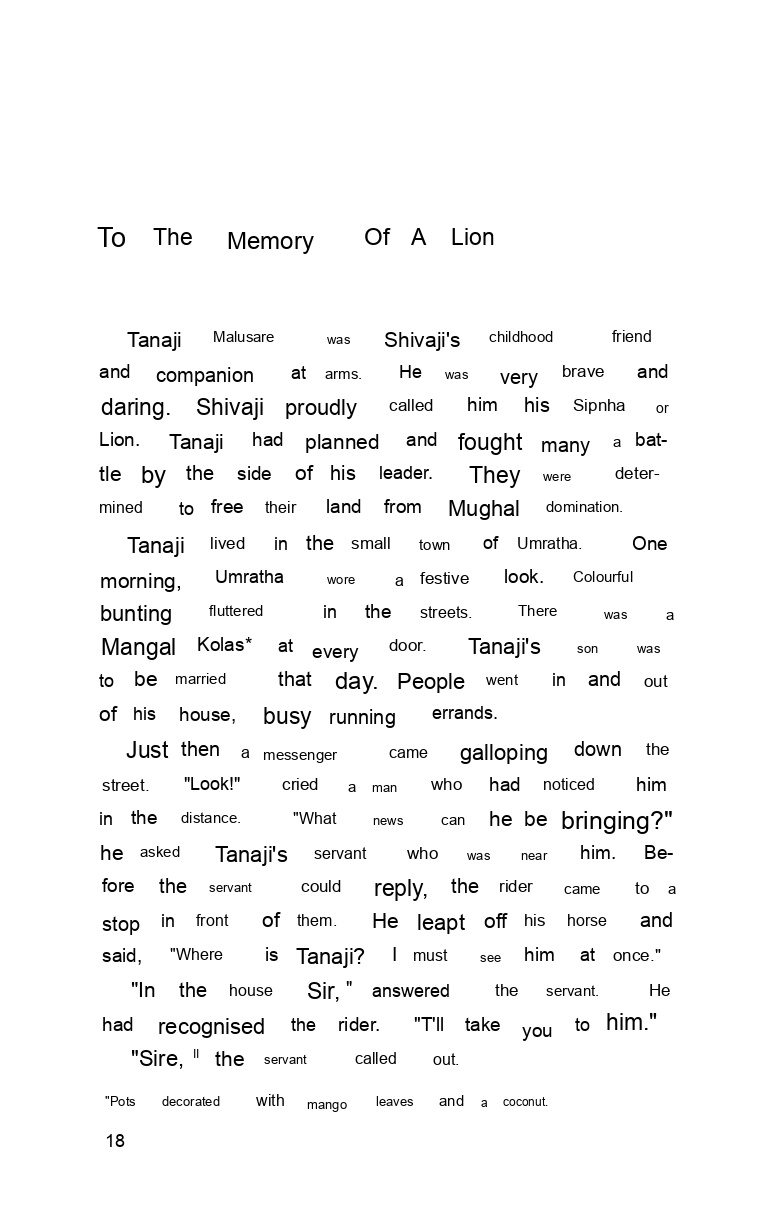 To The Memory Of A Lion
Tanaji Malusare was Shivaji's childhood friend
and companion at arms. He was very brave and
daring. Shivaji proudly called him his Sipnha or
Lion. Tanaji had planned and fought many a bat-
tle by the side of his leader. They were deter-
mined to free their land from Mughal domination.
Tanaji lived in the small town of Umratha. One
morning, Umratha wore a festive look. Colourful
bunting fluttered in the streets. There was a
Mangal Kolas* at every door. Tanaji's son was
to be married that day. People went in and out
of his house, busy running errands.
Just then a messenger came galloping down the
street. "Look!" cried a man who had noticed him
in the distance. "What news can he be bringing?"
he asked Tanaji's servant who was near him. Be-
fore the servant could reply, the rider came to a
stop in front of them. He leapt off his horse and
said, "Where is Tanaji? I must see him at once."
"In the house Sir, " answered the servant. He
had recognised the rider. "T'll take you to him."
"Sire, ll the servant called out.
"Pots decorated with mango leaves and a coconut.
18